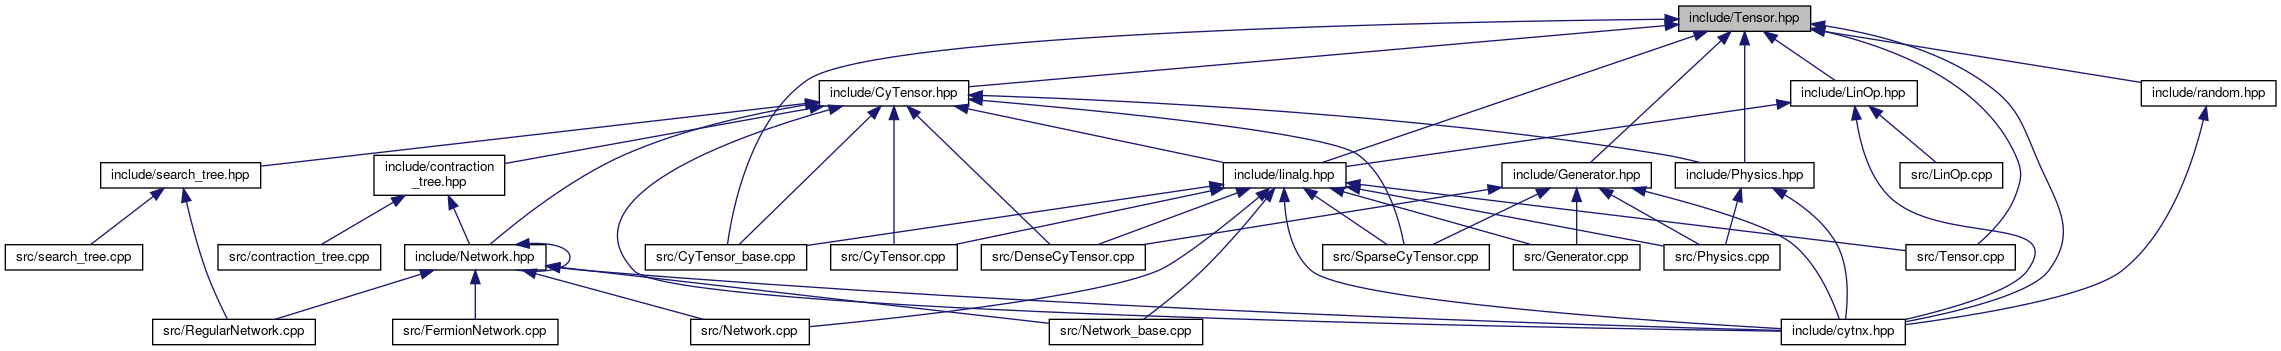 include/Tensor.hpp
include/CyTensor.hpp
include/LinOp.hpp
include/random.hpp
include/search_tree.hpp
include/contraction
_tree.hpp
include/linalg.hpp
include/Generator.hpp
include/Physics.hpp
src/LinOp.cpp
src/search_tree.cpp
src/contraction_tree.cpp
include/Network.hpp
src/CyTensor_base.cpp
src/CyTensor.cpp
src/DenseCyTensor.cpp
src/SparseCyTensor.cpp
src/Generator.cpp
src/Physics.cpp
src/Tensor.cpp
src/RegularNetwork.cpp
src/FermionNetwork.cpp
src/Network.cpp
src/Network_base.cpp
include/cytnx.hpp